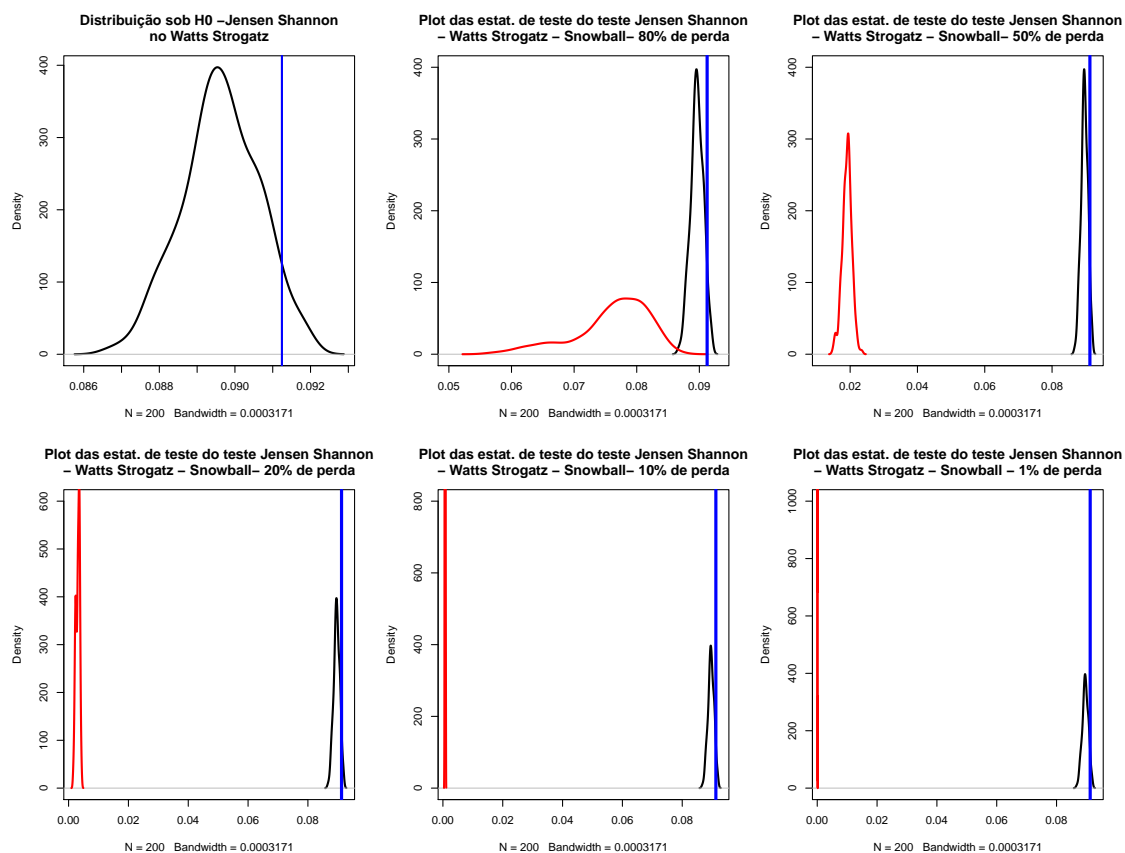 Distribuição sob H0 −Jensen Shannon
no Watts Strogatz
Density
0
100
200
300
400
0.086
0.088
0.090
0.092
N = 200 Bandwidth = 0.0003171
Plot das estat. de teste do teste Jensen Shannon
− Watts Strogatz − Snowball− 80% de perda
Density
0
100
200
300
400
0.05
0.06
0.07
0.08
0.09
N = 200 Bandwidth = 0.0003171
Plot das estat. de teste do teste Jensen Shannon
− Watts Strogatz − Snowball− 50% de perda
Density
0
100
200
300
400
0.02
0.04
0.06
0.08
N = 200 Bandwidth = 0.0003171
Plot das estat. de teste do teste Jensen Shannon
− Watts Strogatz − Snowball− 20% de perda
Density
0
100
200
300
400
500
600
0.00
0.02
0.04
0.06
0.08
N = 200 Bandwidth = 0.0003171
Plot das estat. de teste do teste Jensen Shannon
− Watts Strogatz − Snowball− 10% de perda
Density
0
200
400
600
800
0.00
0.02
0.04
0.06
0.08
N = 200 Bandwidth = 0.0003171
Plot das estat. de teste do teste Jensen Shannon
− Watts Strogatz − Snowball − 1% de perda
Density
0
200
400
600
800
1000
0.00
0.02
0.04
0.06
0.08
N = 200 Bandwidth = 0.0003171